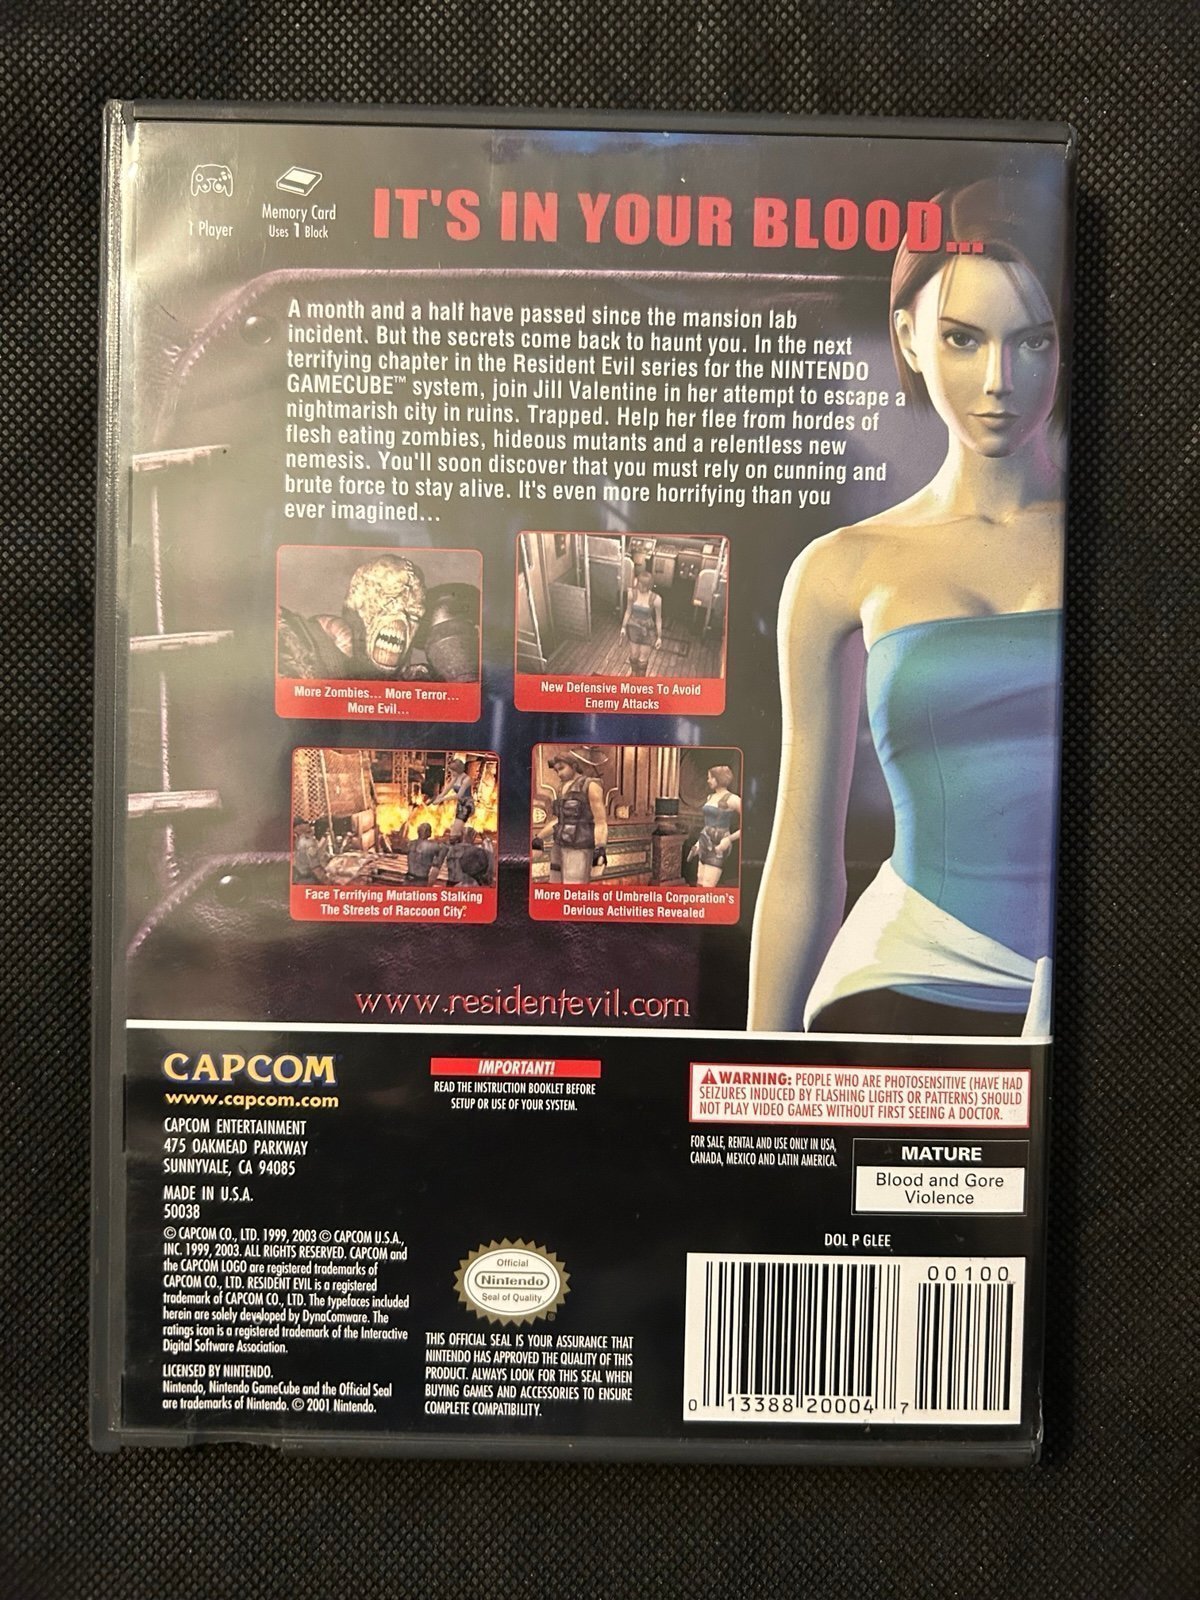 1 Player
Memory Card
Uses 1 Block
IT'S IN YOUR BLOOD...
A month and a half have passed since the mansion lab
incident. But the secrets come back to haunt you. In the next
terrifying chapter in the Resident Evil series for the NINTENDO
GAMECUBE™ system, join Jill Valentine in her attempt to escape a
nightmarish city in ruins. Trapped. Help her flee from hordes of
flesh eating zombies, hideous mutants and a relentless new
nemesis. You'll soon discover that you must rely on cunning and
brute force to stay alive. It's even more horrifying than you
ever imagined...
More Zombies... More Terror...
More Evil...
New Defensive Moves To Avoid
Enemy Attacks
Face Terrifying Mutations Stalking
The Streets of Raccoon City.
More Details of Umbrella Corporation's
Devious Activities Revealed
www.residentevil.com
CAPCOM
www.capcom.com
CAPCOM ENTERTAINMENT
475 OAKMEAD PARKWAY
SUNNYVALE, CA 94085
MADE IN U.S.A.
50038
© CAPCOM CO., LTD. 1999, 2003 © CAPCOM U.S.A.,
INC. 1999, 2003. ALL RIGHTS RESERVED. CAPCOM and
the CAPCOM LOGO are registered trademarks of
CAPCOM CO., LTD. RESIDENT EVIL is a registered
trademark of CAPCOM CO., LTD. The typefaces included
herein are solely developed by DynaComware. The
ratings icon is a registered trademark of the Interactive
Digital Software Association.
LICENSED BY NINTENDO.
Nintendo, Nintendo GameCube and the Official Seal
are trademarks of Nintendo. © 2001 Nintendo.
IMPORTANT!
READ THE INSTRUCTION BOOKLET BEFORE
SETUP OR USE OF YOUR SYSTEM.
Official
Nintendo
Seal of Quality
®
THIS OFFICIAL SEAL IS YOUR ASSURANCE THAT
NINTENDO HAS APPROVED THE QUALITY OF THIS
PRODUCT. ALWAYS LOOK FOR THIS SEAL WHEN
BUYING GAMES AND ACCESSORIES TO ENSURE
COMPLETE COMPATIBILITY.
WARNING: PEOPLE WHO ARE PHOTOSENSITIVE (HAVE HAD
SEIZURES INDUCED BY FLASHING LIGHTS OR PATTERNS) SHOULD
NOT PLAY VIDEO GAMES WITHOUT FIRST SEEING A DOCTOR.
FOR SALE, RENTAL AND USE ONLY IN USA,
CANADA, MEXICO AND LATIN AMERICA.
MATURE
Blood and Gore
Violence
DOL P GLEE
00100
0 13388 20004 7